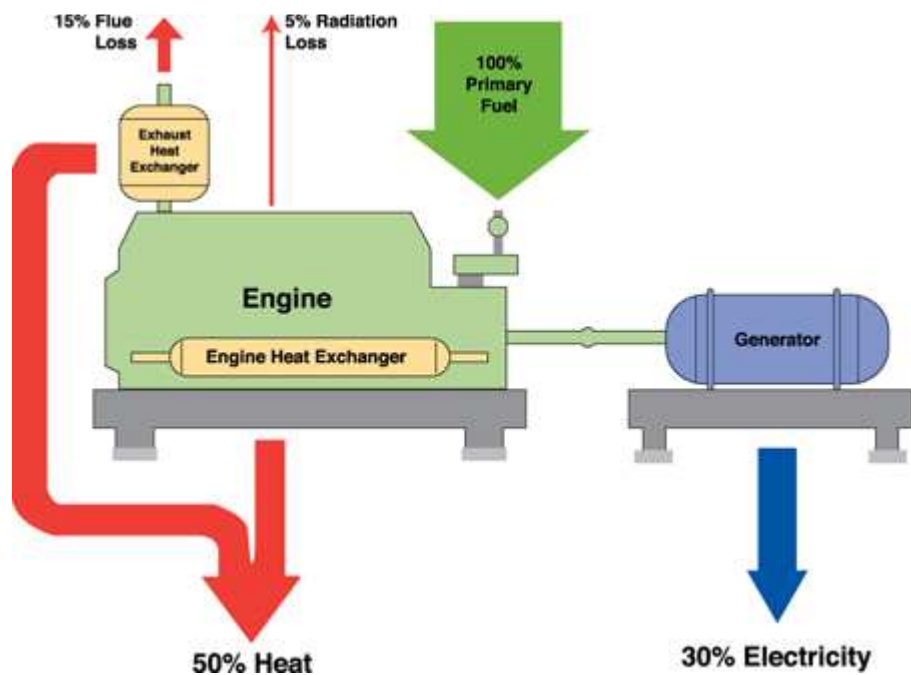 15% Flue
Loss
5% Radiation
Loss
100%
Primary
Fuel
Exhaust
Heat
Exchanger
Engine
Engine Heat Exchanger
Generator
50% Heat
30% Electricity